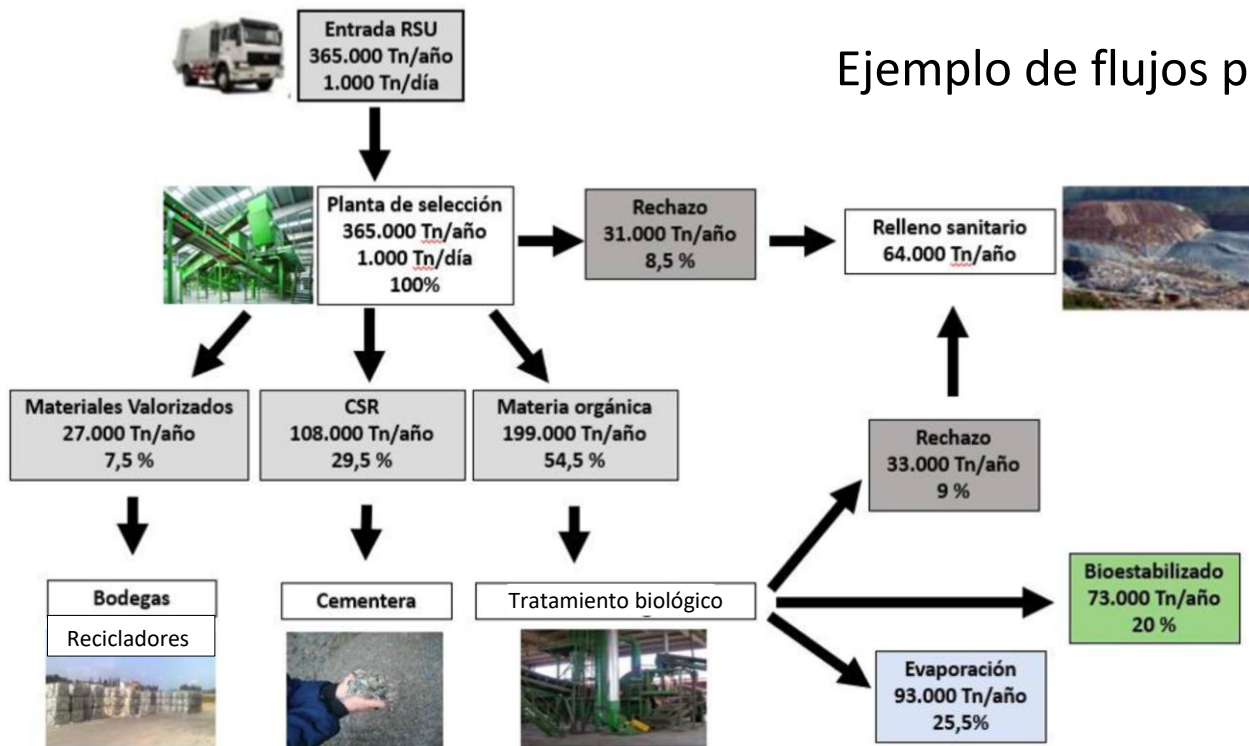 Entrada RSU
365.000 Tn/año
1.000 Tn/día
Ejemplo de flujos p
Planta de selección
365.000 Tn/año
1.000 Tn/día
100%
Rechazo
31.000 Tn/año
8,5 %
Relleno sanitario
64.000 Tn/año
Materiales Valorizados
27.000 Tn/año
7,5 %
CSR
108.000 Tn/año
29,5 %
Materia orgánica
199.000 Tn/año
54,5 %
Rechazo
33.000 Tn/año
9 %
Bodegas
Recicladores
Cementera
Tratamiento biológico
Bioestabilizado
73.000 Tn/año
20 %
Evaporación
93.000 Tn/año
25,5%